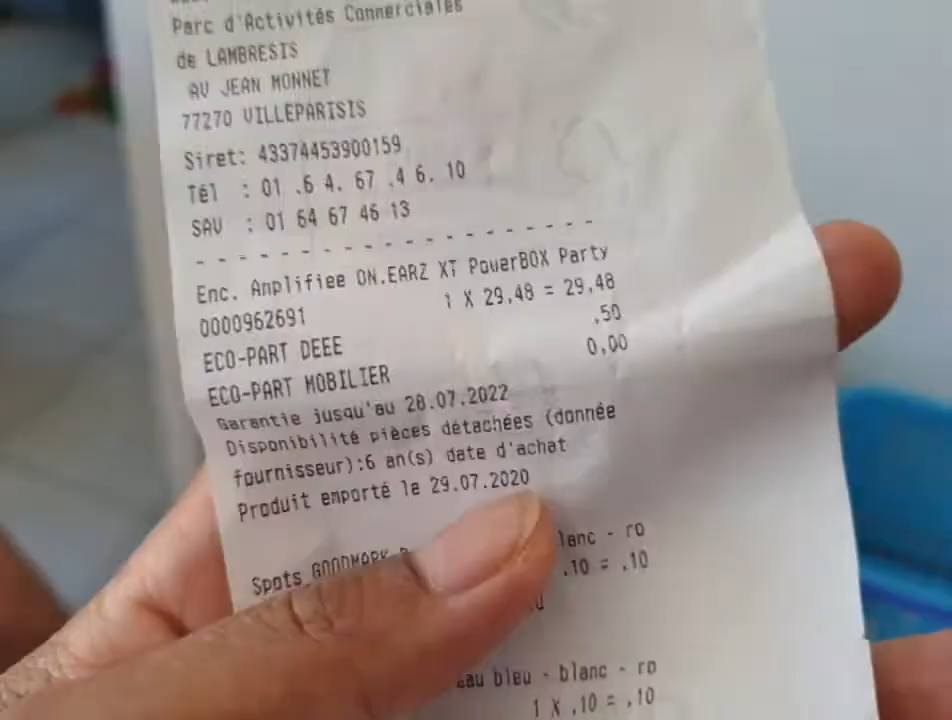 Parc d'Activités Commerciales
de LAMBRESIS
AV JEAN MONNET
77270 VILLEPARISIS
Siret: 43374453900159
Tél : 01 .6 4. 67 .4 6. 10
SAV : 01 64 67 46 13
- - - - - - - - - - - - - - - - - - -
Enc. Amplifiee ON.EARZ XT PowerBOX Party
0000962691 1 X 29,48 = 29,48
ECO-PART DEEE ,50
ECO-PART MOBILIER 0,00
Garantie jusqu'au 28.07.2022
Disponibilité pièces détachées (donnée
fournisseur):6 an(s) date d'achat
Produit emporté le 29.07.2020
Spots GOODMARK blanc - ro
,10 = ,10
eau bleu - blanc - ro
1 X ,10 = ,10